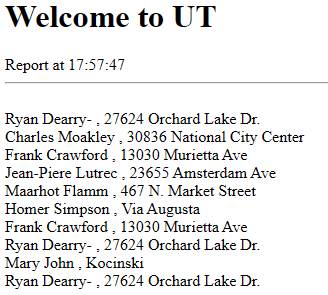 Welcome to UT
Report at 17:57:47
Ryan Dearry- , 27624 Orchard Lake Dr.
Charles Moakley , 30836 National City Center
Frank Crawford , 13030 Murietta Ave
Jean-Piere Lutrec , 23655 Amsterdam Ave
Maarhot Flamm , 467 N. Market Street
Homer Simpson , Via Augusta
Frank Crawford , 13030 Murietta Ave
Ryan Dearry- , 27624 Orchard Lake Dr.
Mary John , Kocinski
Ryan Dearry- , 27624 Orchard Lake Dr.